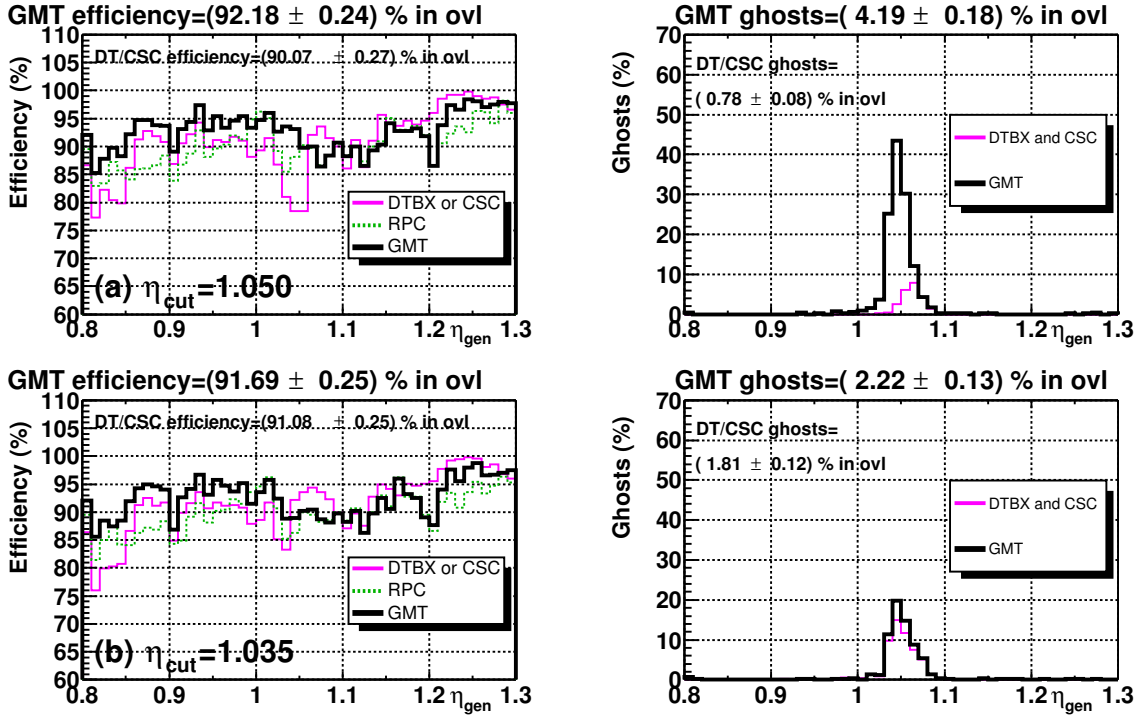 GMT efficiency=(92.18 ± 0.24) % in ovl
DT/CSC efficiency=(90.07 ± 0.27) % in ovl
Efficiency (%)
110
105
100
95
90
85
80
75
70
65
60
DTBX or CSC
RPC
GMT
(a) ηcut=1.050
0.8 0.9 1 1.1 1.2 ηgen 1.3
GMT ghosts=( 4.19 ± 0.18) % in ovl
DT/CSC ghosts=
( 0.78 ± 0.08) % in ovl
Ghosts (%)
70
60
50
40
30
20
10
0
DTBX and CSC
GMT
0.8 0.9 1 1.1 1.2 ηgen 1.3
GMT efficiency=(91.69 ± 0.25) % in ovl
DT/CSC efficiency=(91.08 ± 0.25) % in ovl
Efficiency (%)
110
105
100
95
90
85
80
75
70
65
60
DTBX or CSC
RPC
GMT
(b) ηcut=1.035
0.8 0.9 1 1.1 1.2 ηgen 1.3
GMT ghosts=( 2.22 ± 0.13) % in ovl
DT/CSC ghosts=
( 1.81 ± 0.12) % in ovl
Ghosts (%)
70
60
50
40
30
20
10
0
DTBX and CSC
GMT
0.8 0.9 1 1.1 1.2 ηgen 1.3